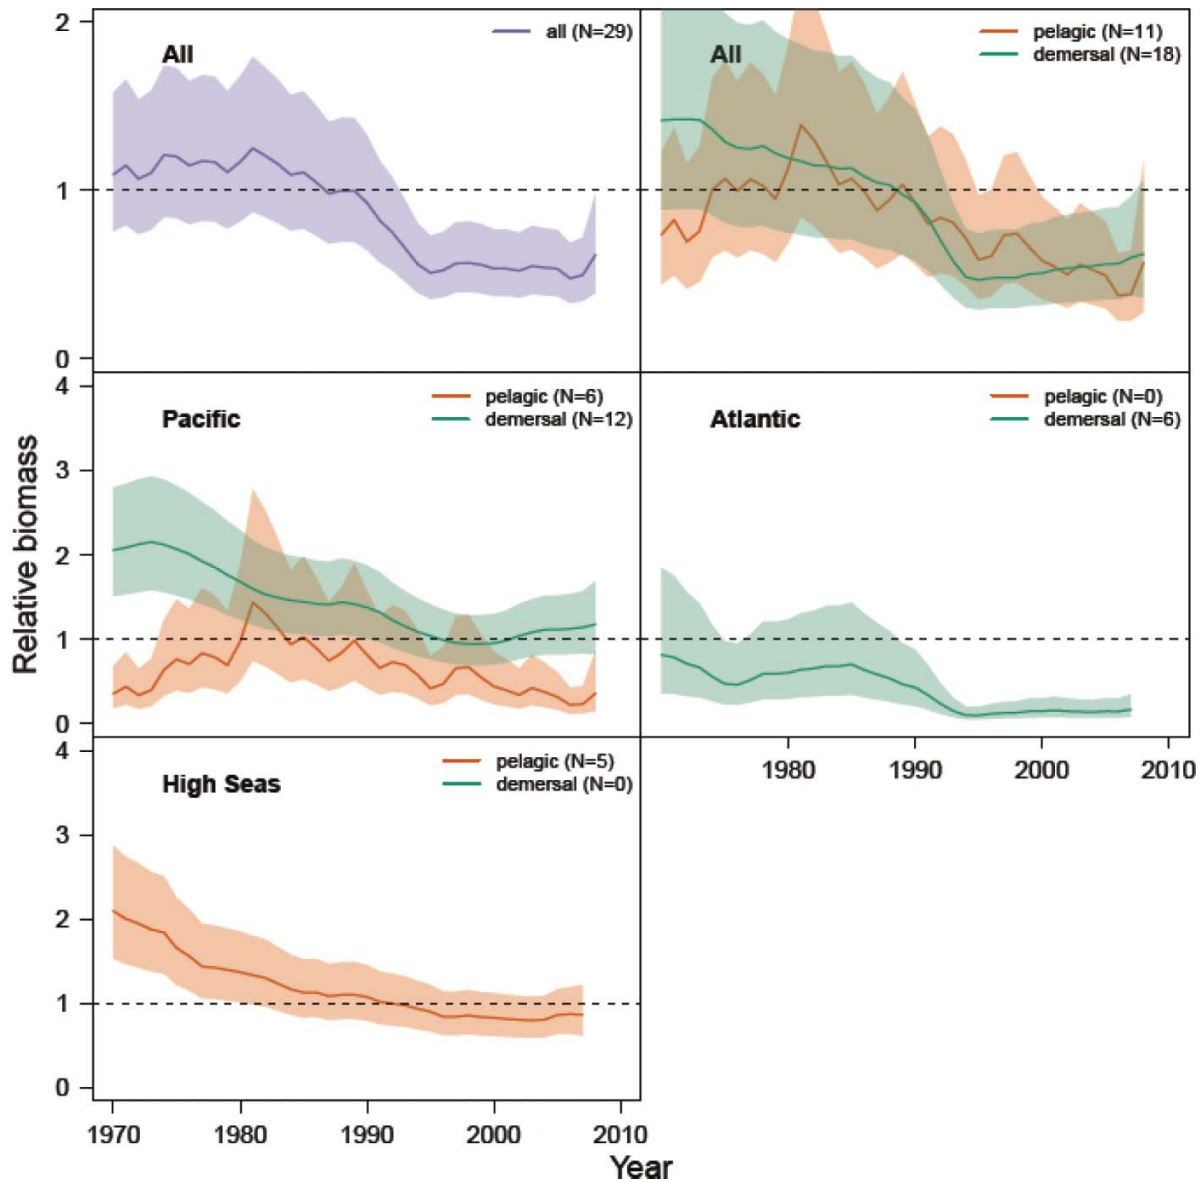 2
All
all (N=29)
1
0
All
pelagic (N=11)
demersal (N=18)
Relative biomass
4
Pacific
pelagic (N=6)
demersal (N=12)
3
2
1
0
Atlantic
pelagic (N=0)
demersal (N=6)
1980 1990 2000 2010
4
High Seas
pelagic (N=5)
demersal (N=0)
3
2
1
0
1970 1980 1990 2000 2010
Year